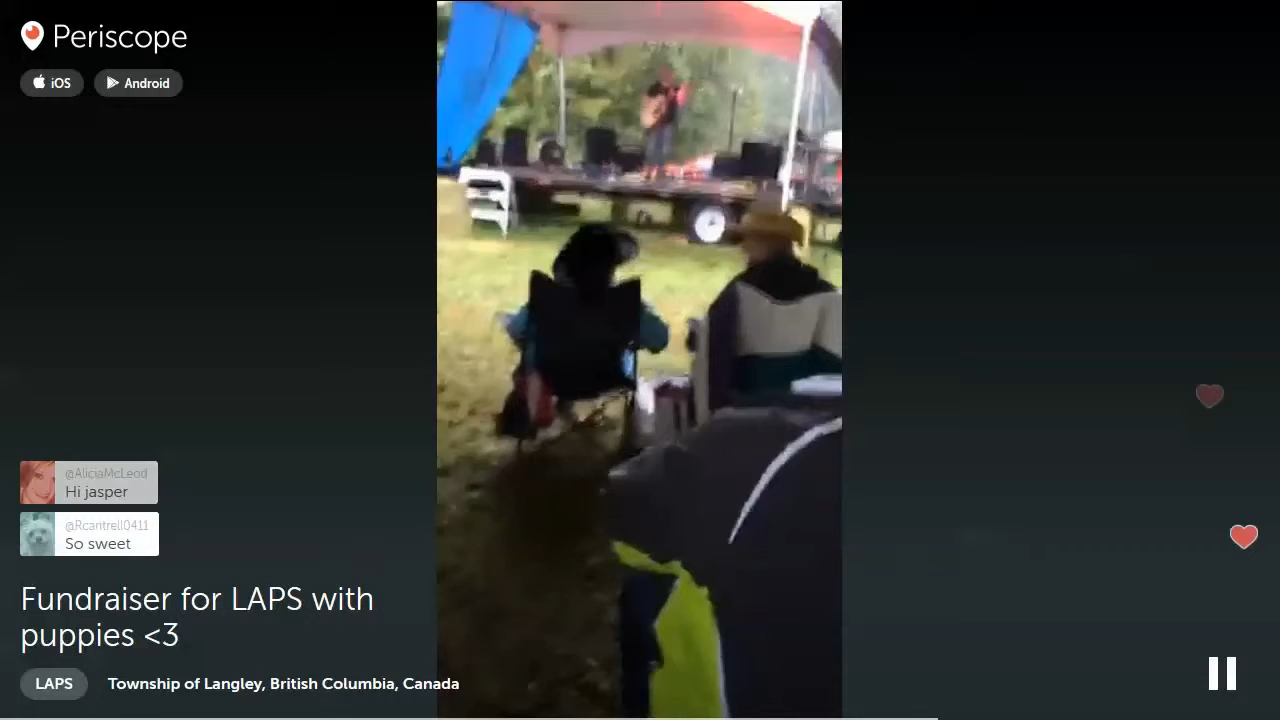 Periscope
iOS
Android
@AliciaMcLeod
Hi jasper
@Rcantrell0411
So sweet
Fundraiser for LAPS with
puppies <3
LAPS
Township of Langley, British Columbia, Canada